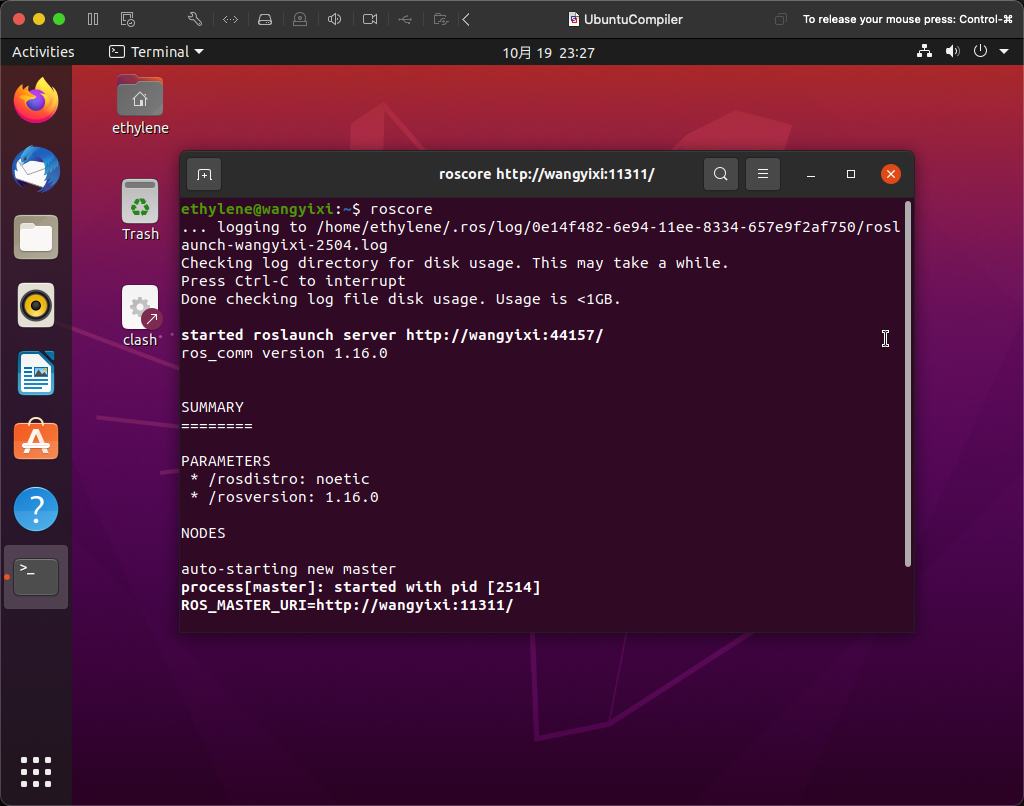 UbuntuCompiler
To release your mouse press: Control-⌘
Activities
Terminal
10月 19 23:27
ethylene
Trash
clash
roscore http://wangyixi:11311/
ethylene@wangyixi:~$ roscore
... logging to /home/ethylene/.ros/log/0e14f482-6e94-11ee-8334-657e9f2af750/rosl
aunch-wangyixi-2504.log
Checking log directory for disk usage. This may take a while.
Press Ctrl-C to interrupt
Done checking log file disk usage. Usage is <1GB.
started roslaunch server http://wangyixi:44157/
ros_comm version 1.16.0
SUMMARY
========
PARAMETERS
* /rosdistro: noetic
* /rosversion: 1.16.0
NODES
auto-starting new master
process[master]: started with pid [2514]
ROS_MASTER_URI=http://wangyixi:11311/